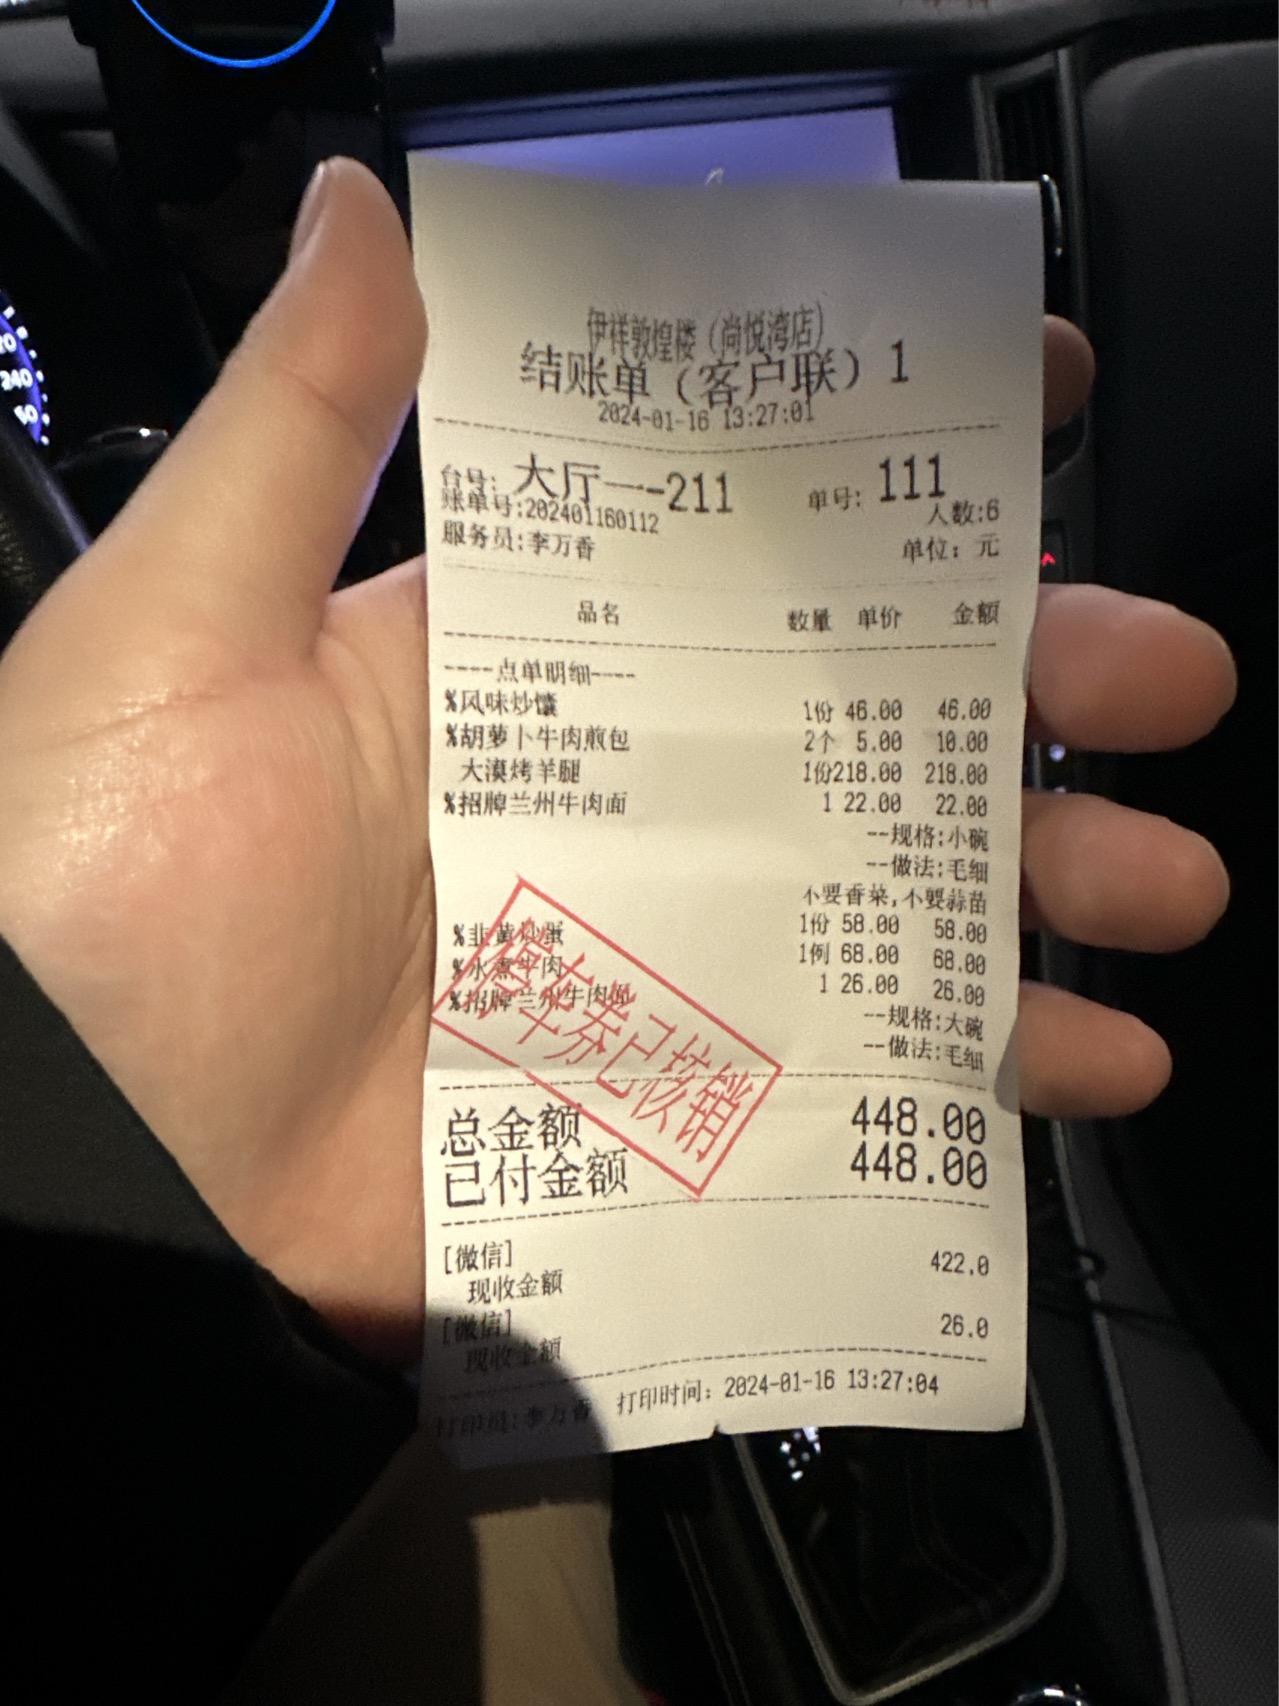 伊祥敦煌楼（尚悦湾店）
结账单（客户联）1
2024-01-16 13:27:01
台号: 大厅一--211 单号: 111
账单号:202401160112 人数:6
服务员:李万香 单位: 元
品名 数量 单价 金额
----点单明细----
%风味炒馕 1份 46.00 46.00
%胡萝卜牛肉煎包 2个 5.00 10.00
大漠烤羊腿 1份218.00 218.00
%招牌兰州牛肉面 1 22.00 22.00
--规格:小碗
--做法:毛细
不要香菜,不要蒜苗
%韭黄炒蛋 1份 58.00 58.00
%水煮牛肉 1例 68.00 68.00
%招牌兰州牛肉面 1 26.00 26.00
--规格:大碗
--做法:毛细
停车券已核销
总金额 448.00
已付金额 448.00
[微信]
现收金额 422.0
[微信]
现收金额 26.0
打印员:李万香 打印时间: 2024-01-16 13:27:04
240